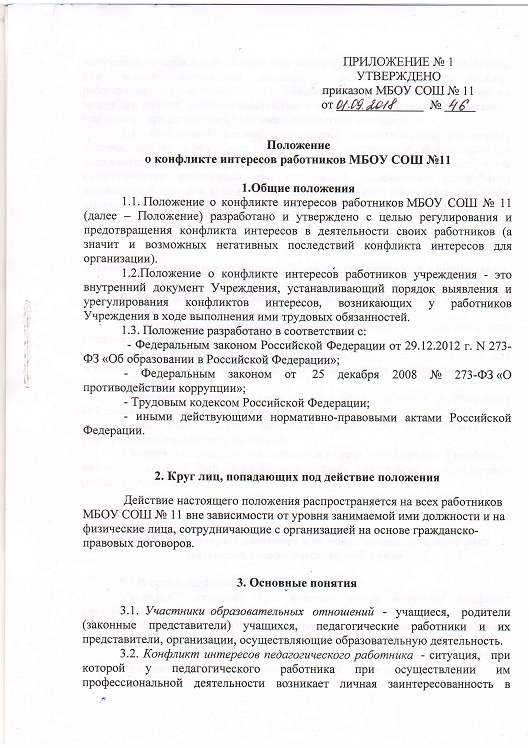 ПРИЛОЖЕНИЕ № 1
УТВЕРЖДЕНО
приказом МБОУ СОШ № 11
от 01.09.2018 № 46
Положение
о конфликте интересов работников МБОУ СОШ №11
1.Общие положения
1.1. Положение о конфликте интересов работников МБОУ СОШ № 11
(далее – Положение) разработано и утверждено с целью регулирования и
предотвращения конфликта интересов в деятельности своих работников (а
значит и возможных негативных последствий конфликта интересов для
организации).
1.2.Положение о конфликте интересов работников учреждения - это
внутренний документ Учреждения, устанавливающий порядок выявления и
урегулирования конфликтов интересов, возникающих у работников
Учреждения в ходе выполнения ими трудовых обязанностей.
1.3. Положение разработано в соответствии с:
- Федеральным законом Российской Федерации от 29.12.2012 г. N 273-
ФЗ «Об образовании в Российской Федерации»;
- Федеральным законом от 25 декабря 2008 № 273-ФЗ «О
противодействии коррупции»;
- Трудовым кодексом Российской Федерации;
- иными действующими нормативно-правовыми актами Российской
Федерации.
2. Круг лиц, попадающих под действие положения
Действие настоящего положения распространяется на всех работников
МБОУ СОШ № 11 вне зависимости от уровня занимаемой ими должности и на
физические лица, сотрудничающие с организацией на основе гражданско-
правовых договоров.
3. Основные понятия
3.1. Участники образовательных отношений - учащиеся, родители
(законные представители) учащихся, педагогические работники и их
представители, организации, осуществляющие образовательную деятельность.
3.2. Конфликт интересов педагогического работника - ситуация, при
которой у педагогического работника при осуществлении им
профессиональной деятельности возникает личная заинтересованность в